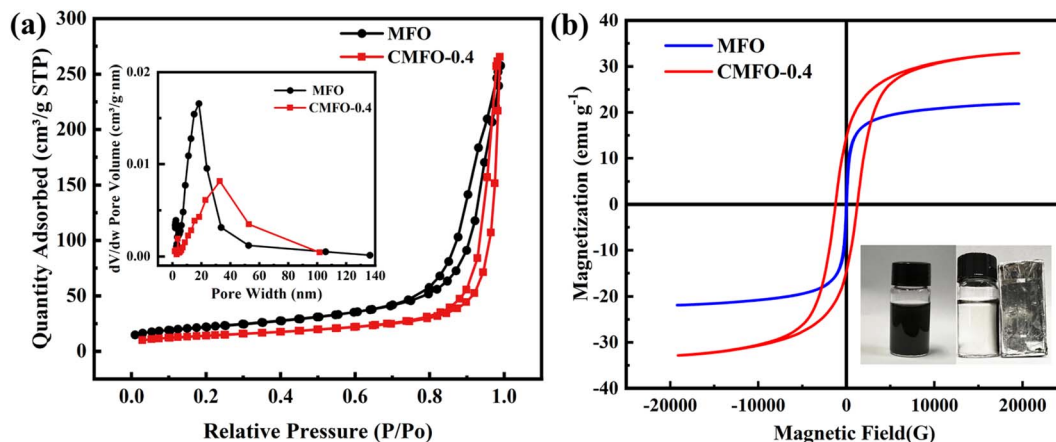 (a)
300
250
200
150
100
50
0
Quantity Adsorbed (cm³/g STP)
MFO
CMFO-0.4
0.02
0.01
0.00
dV/dw Pore Volume (cm³/g·nm)
MFO
CMFO-0.4
0 20 40 60 80 100 120 140
Pore Width (nm)
0.0 0.2 0.4 0.6 0.8 1.0
Relative Pressure (P/Po)
(b)
40
30
20
10
0
-10
-20
-30
-40
Magnetization (emu g⁻¹)
MFO
CMFO-0.4
-20000 -10000 0 10000 20000
Magnetic Field(G)